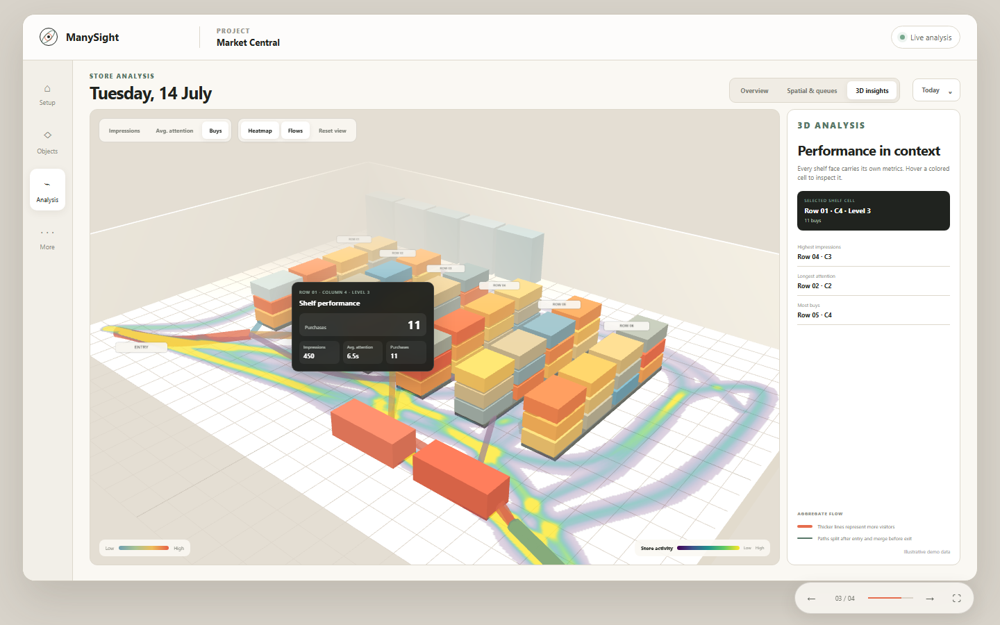 ManySight
PROJECT
Market Central
Live analysis
Setup
Objects
Analysis
More
STORE ANALYSIS
Tuesday, 14 July
Overview
Spatial & queues
3D insights
Today
Impressions
Avg. attention
Buys
Heatmap
Flows
Reset view
ROW 01
ROW 02
ROW 03
ROW 04
ROW 05
ROW 06
ENTRY
ROW 01 · COLUMN 4 · LEVEL 3
Shelf performance
Purchases
11
Impressions
450
Avg. attention
6.5s
Purchases
11
Low
High
Store activity
Low
High
3D ANALYSIS
Performance in context
Every shelf face carries its own metrics. Hover a colored
cell to inspect it.
SELECTED SHELF CELL
Row 01 · C4 · Level 3
11 buys
Highest impressions
Row 04 · C3
Longest attention
Row 02 · C2
Most buys
Row 05 · C4
AGGREGATE FLOW
Thicker lines represent more visitors
Paths split after entry and merge before exit
Illustrative demo data
03 / 04